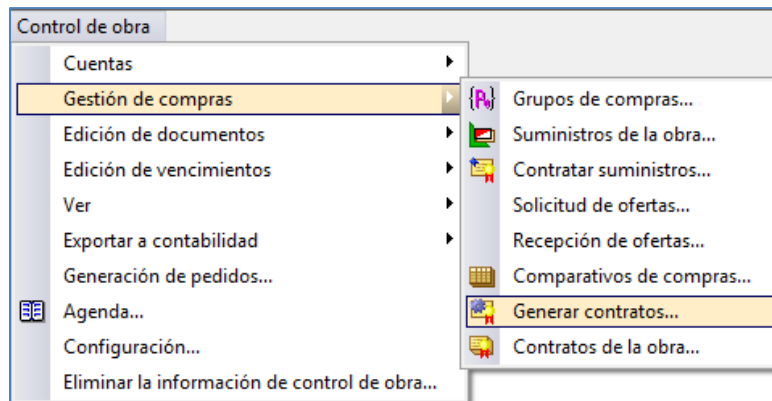 Control de obra
Cuentas
Gestión de compras
Edición de documentos
Edición de vencimientos
Ver
Exportar a contabilidad
Generación de pedidos...
Agenda...
Configuración...
Eliminar la información de control de obra...
Grupos de compras...
Suministros de la obra...
Contratar suministros...
Solicitud de ofertas...
Recepción de ofertas...
Comparativos de compras...
Generar contratos...
Contratos de la obra...